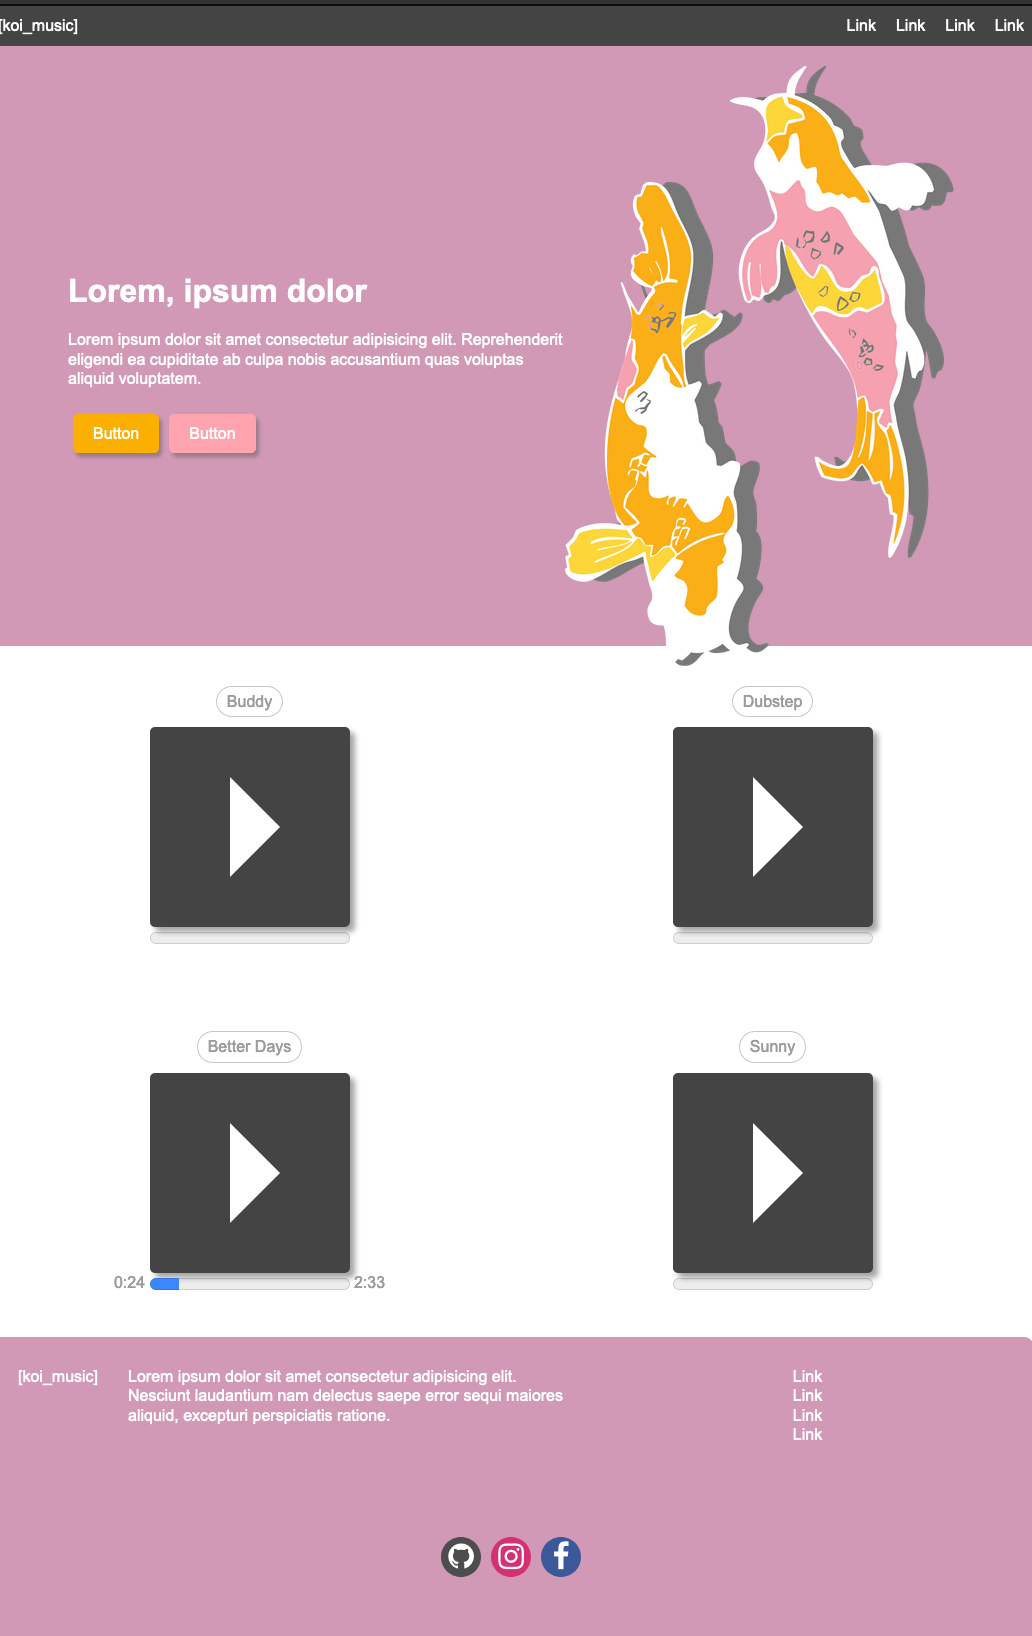 [koi_music]
Link Link Link Link
Lorem, ipsum dolor
Lorem ipsum dolor sit amet consectetur adipisicing elit. Reprehenderit
eligendi ea cupiditate ab culpa nobis accusantium quas voluptas
aliquid voluptatem.
Button Button
Buddy
Dubstep
Better Days
Sunny
0:24 2:33
[koi_music]
Lorem ipsum dolor sit amet consectetur adipisicing elit.
Nesciunt laudantium nam delectus saepe error sequi maiores
aliquid, excepturi perspiciatis ratione.
Link
Link
Link
Link